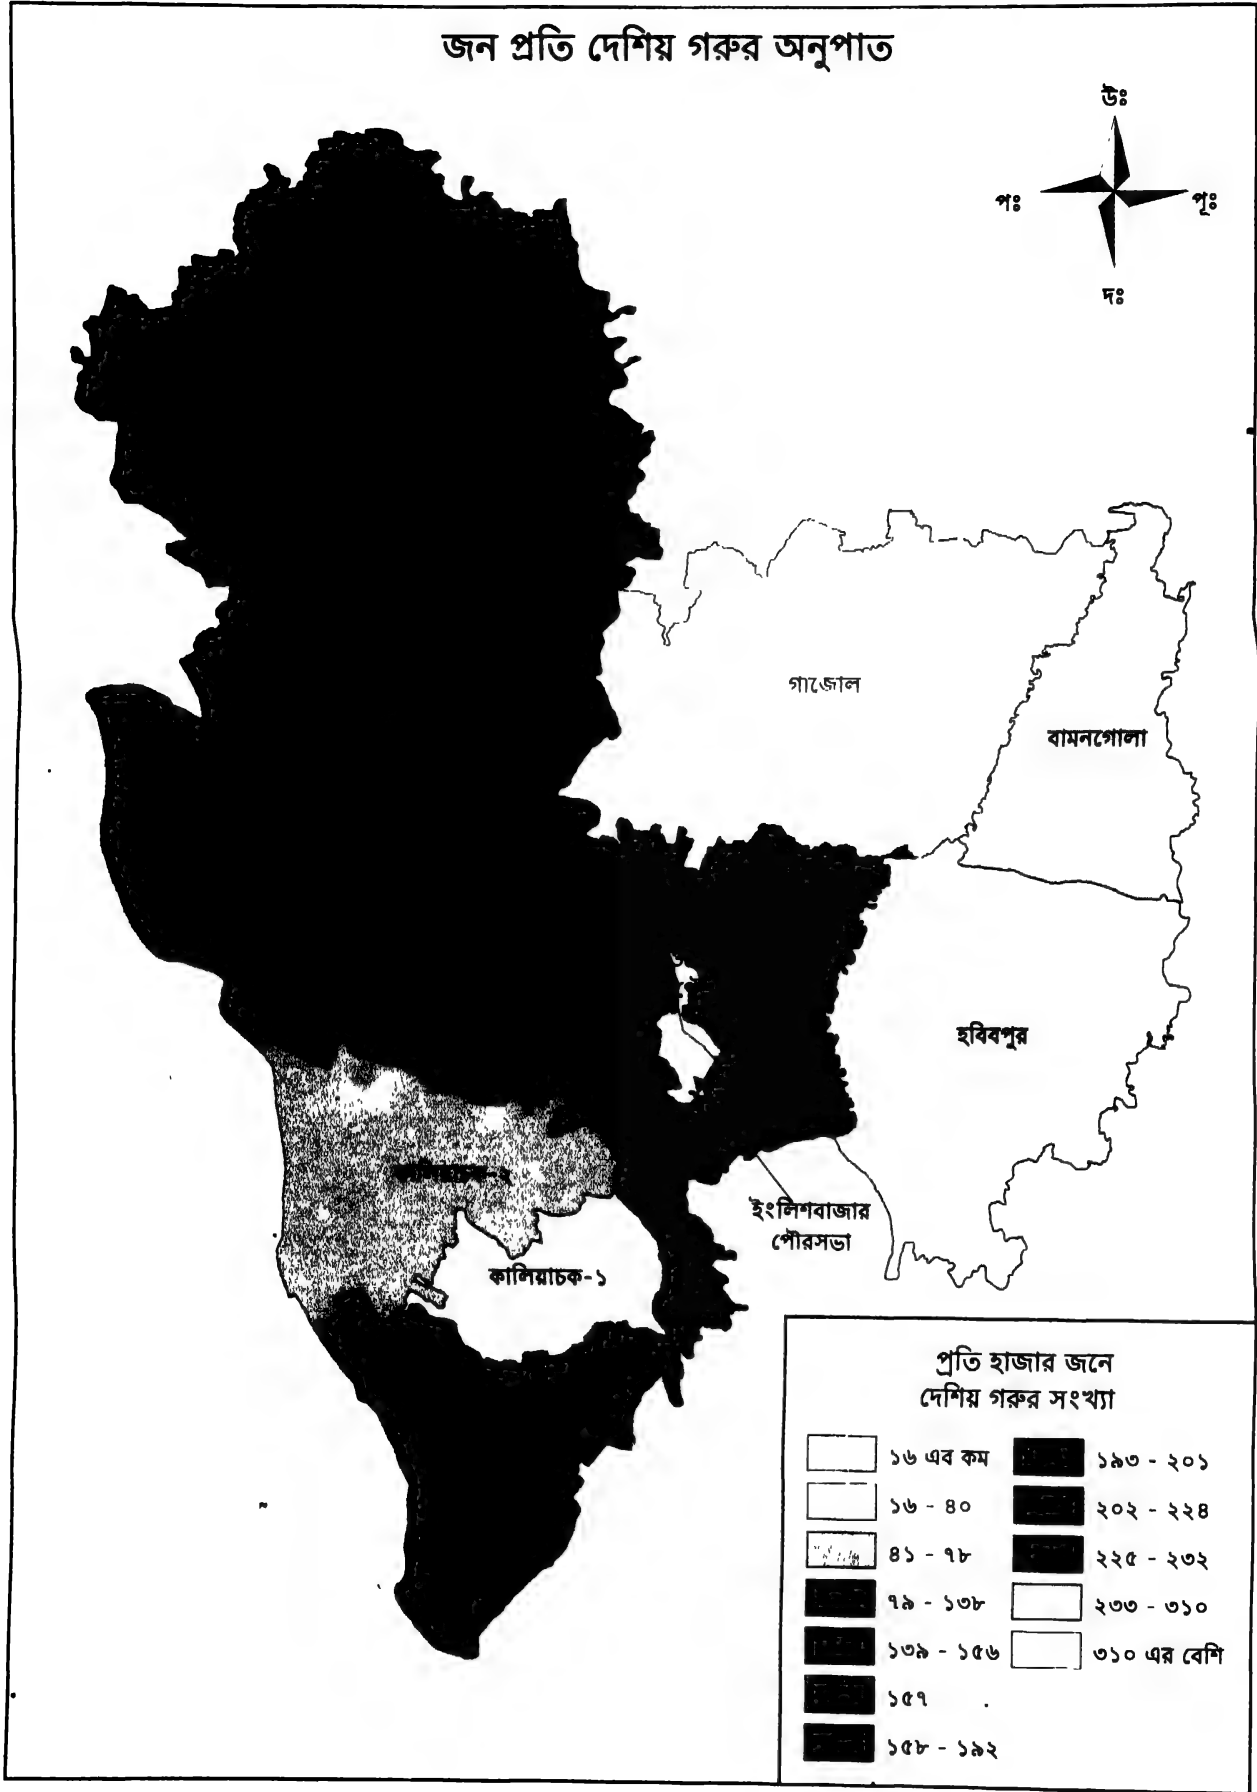 জন প্রতি দেশিয় গরুর অনুপাত
উঃ
পঃ
পূঃ
দঃ
গাজোল
বামনগোলা
হবিবপুর
ইংলিশবাজার
পৌরসভা
কালিয়াচক-১
প্রতি হাজার জনে
দেশিয় গরুর সংখ্যা
১৬ এব কম
১৬ - ৪০
৪১ - ৭৮
৭৯ - ১৩৮
১৩৯ - ১৫৬
১৫৭
১৫৮ - ১৯২
১৯৩ - ২০১
২০২ - ২২৪
২২৫ - ২৩২
২৩৩ - ৩১০
৩১০ এর বেশি